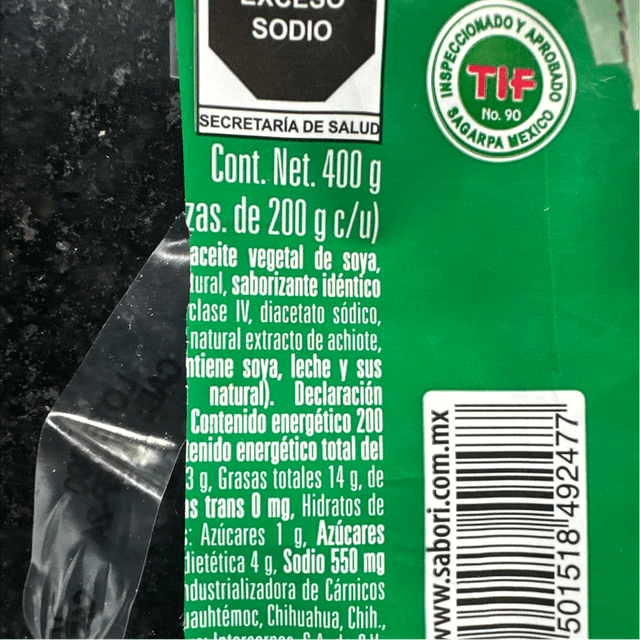 EXCESO
SODIO
SECRETARÍA DE SALUD
INSPECCIONADO Y APROBADO
TIF
No. 90
SAGARPA MEXICO
Cont. Net. 400 g
zas. de 200 g c/u)
aceite vegetal de soya,
tural, saborizante idéntico
clase IV, diacetato sódico,
natural extracto de achiote,
ntiene soya, leche y sus
natural). Declaración
Contenido energético 200
tenido energético total del
3 g, Grasas totales 14 g, de
as trans 0 mg, Hidratos de
: Azúcares 1 g, Azúcares
dietética 4 g, Sodio 550 mg
ndustrializadora de Cárnicos
uauhtémoc, Chihuahua, Chih.,
www.sabori.com.mx
501518 492477